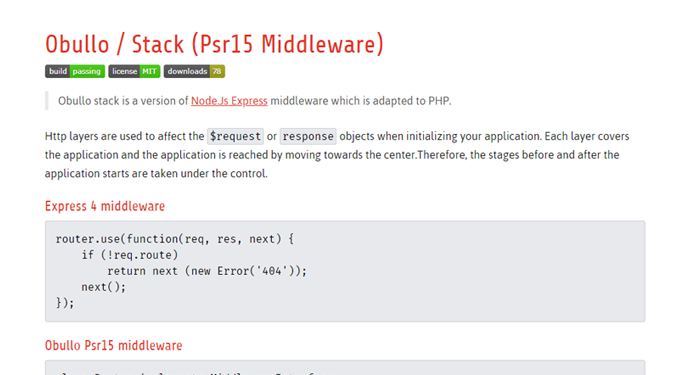 Obullo / Stack (Psr15 Middleware)
build passing license MIT downloads 78
Obullo stack is a version of Node.Js Express middleware which is adapted to PHP.
Http layers are used to affect the $request or response objects when initializing your application. Each layer covers
the application and the application is reached by moving towards the center.Therefore, the stages before and after the
application starts are taken under the control.
Express 4 middleware
router.use(function(req, res, next) {
    if (!req.route)
        return next (new Error('404'));
    next();
});
Obullo Psr15 middleware